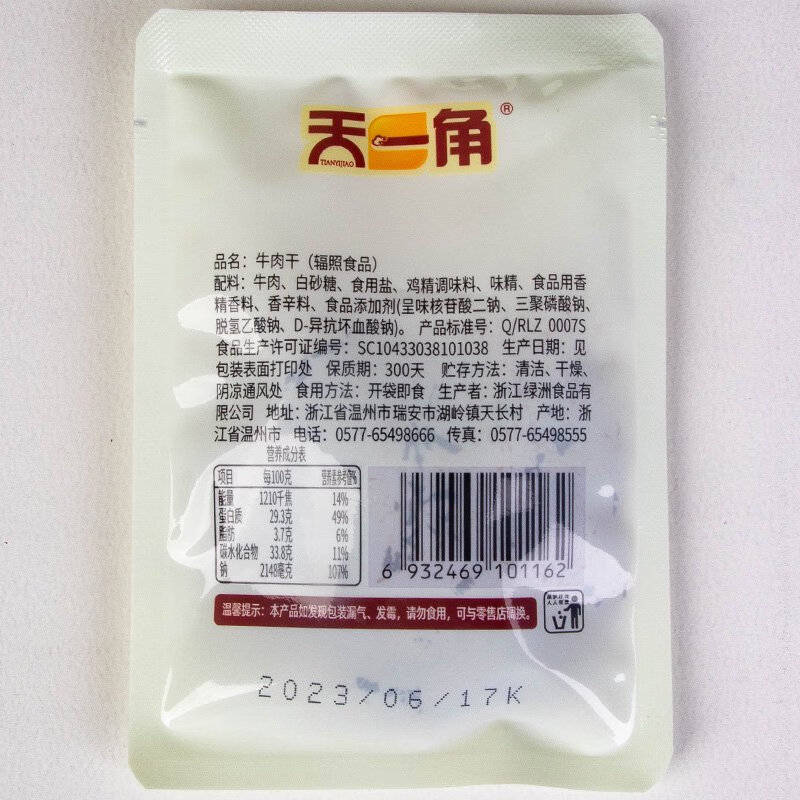 天一角®
TIANYIJIAO
品名：牛肉干（辐照食品）
配料：牛肉、白砂糖、食用盐、鸡精调味料、味精、食品用香
精香料、香辛料、食品添加剂(呈味核苷酸二钠、三聚磷酸钠、
脱氢乙酸钠、D-异抗坏血酸钠)。 产品标准号：Q/RLZ 0007S
食品生产许可证编号：SC10433038101038 生产日期：见
包装表面打印处 保质期：300天 贮存方法：清洁、干燥、
阴凉通风处 食用方法：开袋即食 生产者：浙江绿洲食品有
限公司 地址：浙江省温州市瑞安市湖岭镇天长村 产地：浙
江省温州市 电话：0577-65498666 传真：0577-65498555
营养成分表
项目 每100克 营养素参考值%
能量 1210千焦 14%
蛋白质 29.3克 49%
脂肪 3.7克 6%
碳水化合物 33.8克 11%
钠 2148毫克 107%
6 932469 101162
温馨提示：本产品如发现包装漏气、发霉，请勿食用，可与零售店调换。
2023/06/17K